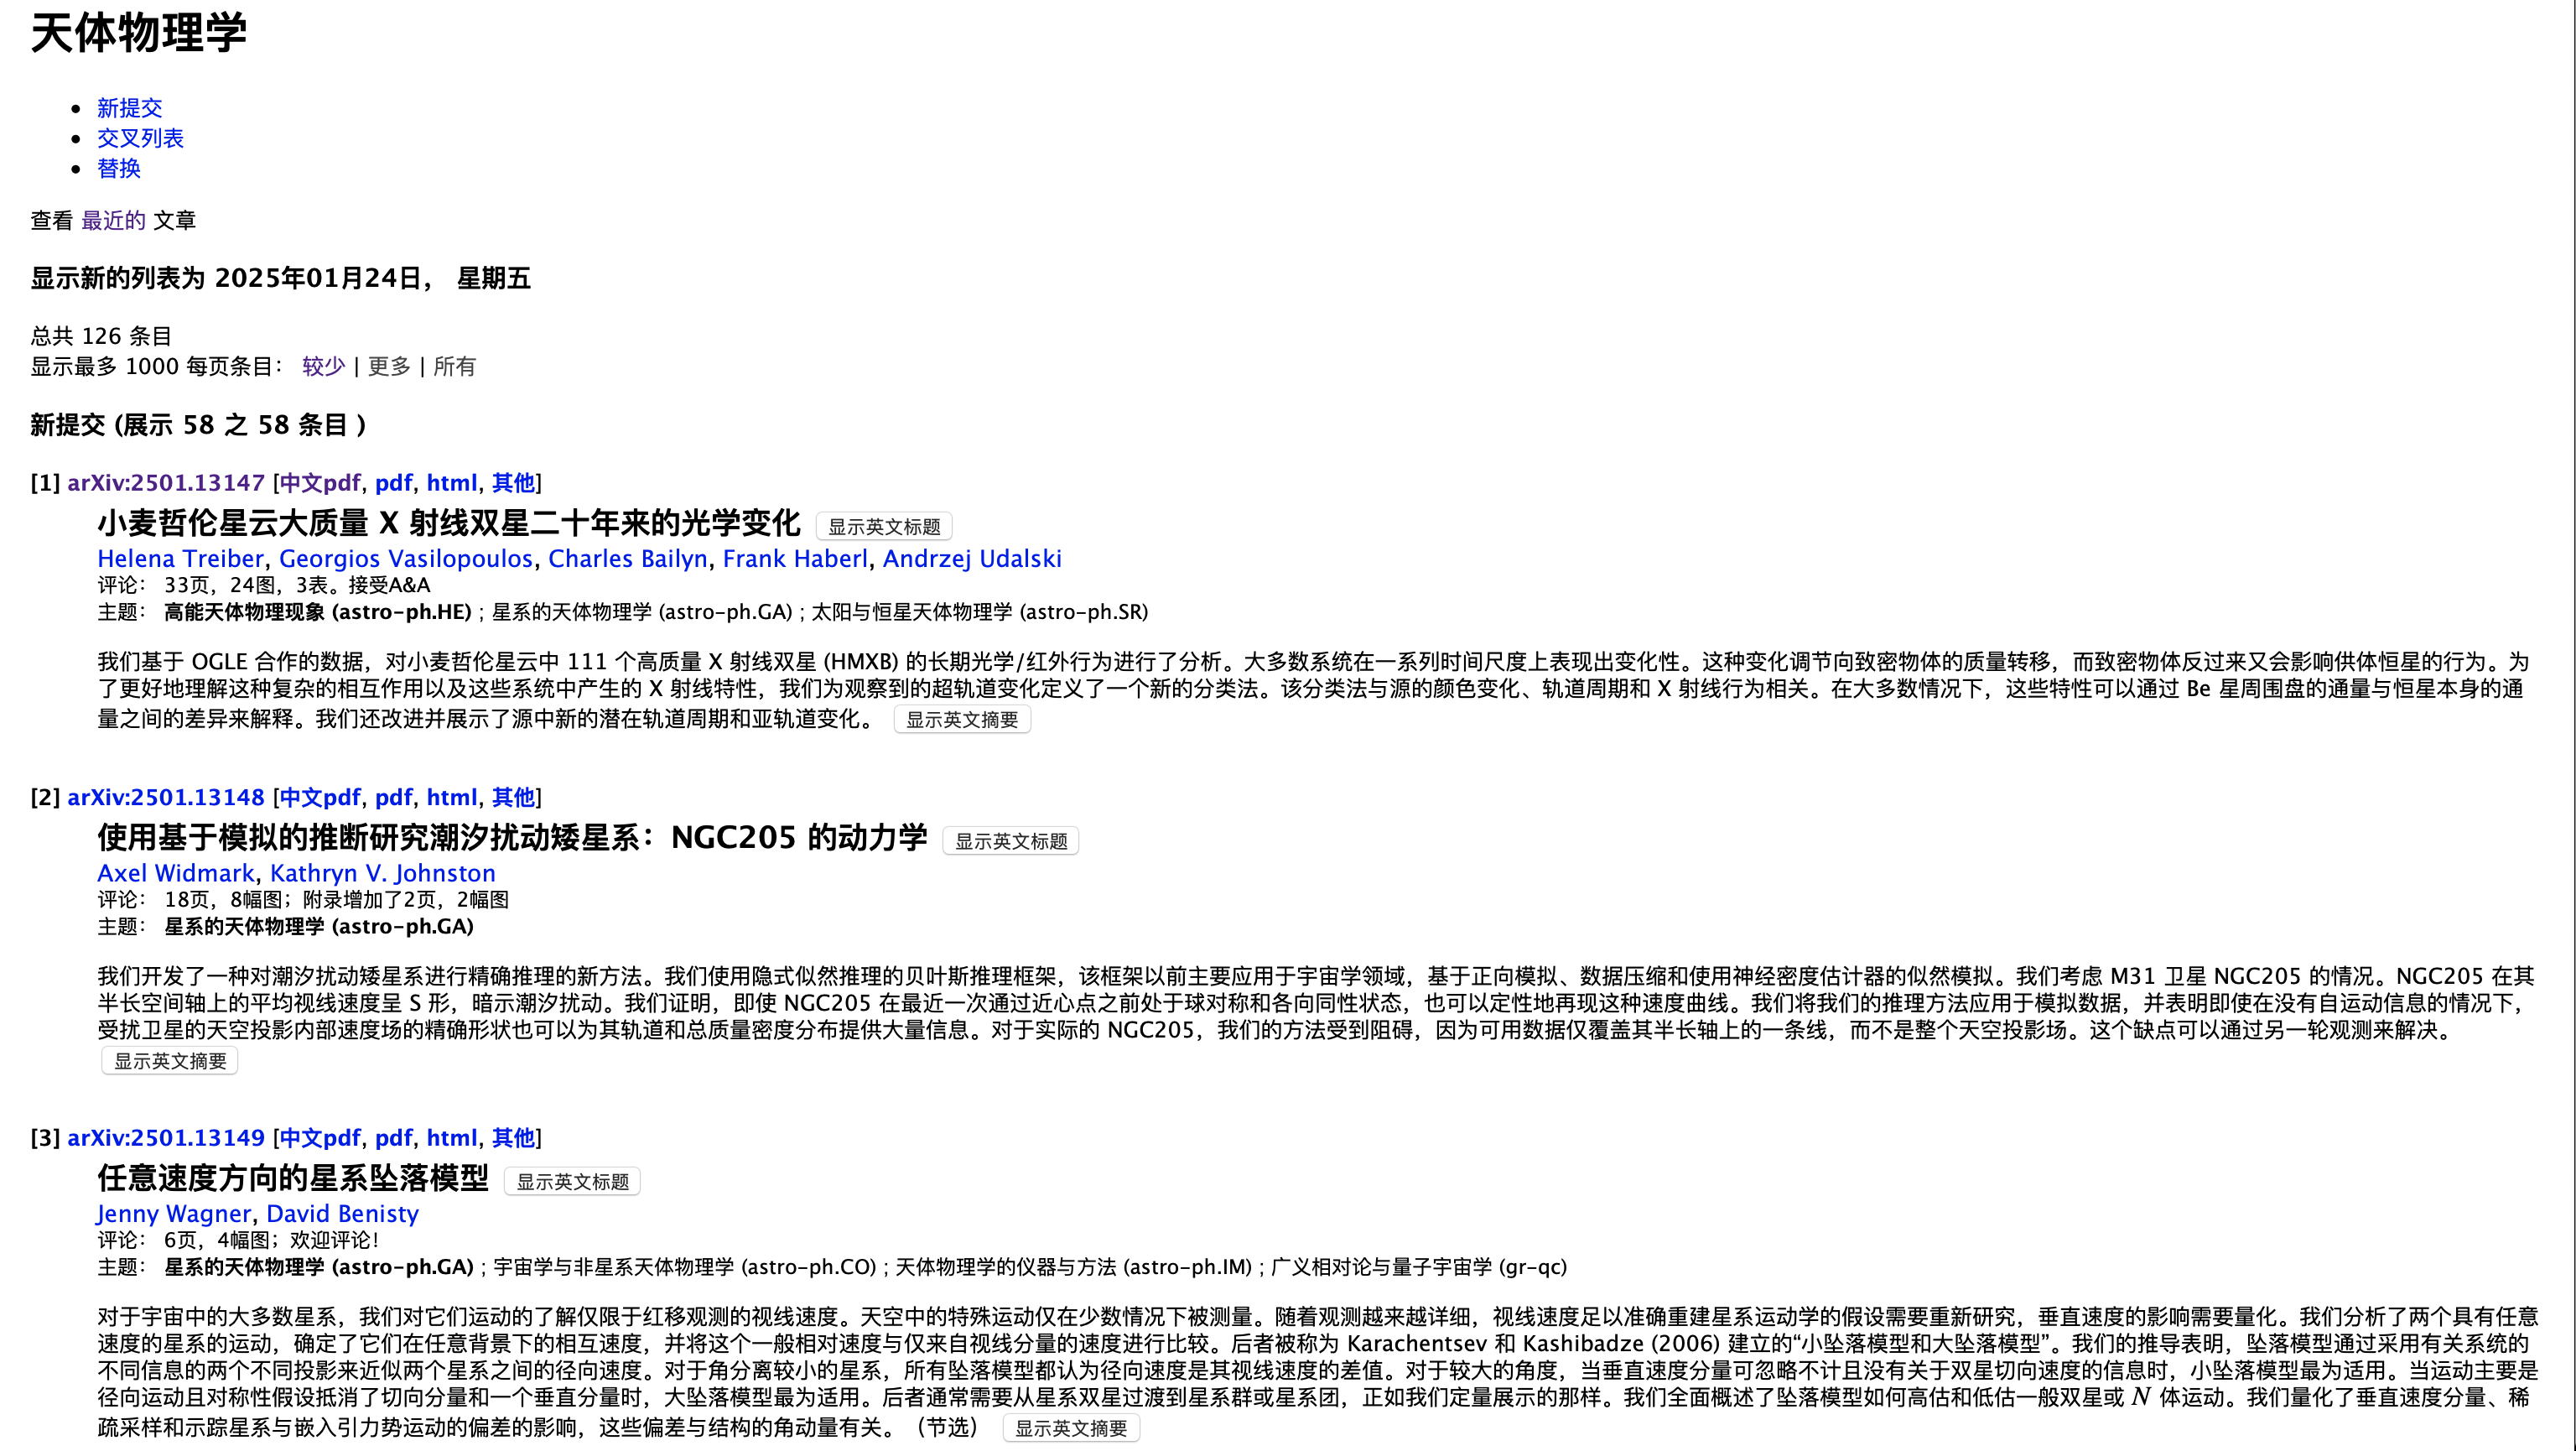 天体物理学
• 新提交
• 交叉列表
• 替换
查看 最近的 文章
显示新的列表为 2025年01月24日， 星期五
总共 126 条目
显示最多 1000 每页条目： 较少 | 更多 | 所有
新提交 (展示 58 之 58 条目 )
[1] arXiv:2501.13147 [中文pdf, pdf, html, 其他]
小麦哲伦星云大质量 X 射线双星二十年来的光学变化 显示英文标题
Helena Treiber, Georgios Vasilopoulos, Charles Bailyn, Frank Haberl, Andrzej Udalski
评论： 33页，24图，3表。接受A&A
主题： 高能天体物理现象 (astro-ph.HE) ; 星系的天体物理学 (astro-ph.GA) ; 太阳与恒星天体物理学 (astro-ph.SR)
我们基于 OGLE 合作的数据，对小麦哲伦星云中 111 个高质量 X 射线双星 (HMXB) 的长期光学/红外行为进行了分析。大多数系统在一系列时间尺度上表现出变化性。这种变化调节向致密物体的质量转移，而致密物体反过来又会影响供体恒星的行为。为
了更好地理解这种复杂的相互作用以及这些系统中产生的 X 射线特性，我们为观察到的超轨道变化定义了一个新的分类法。该分类法与源的颜色变化、轨道周期和 X 射线行为相关。在大多数情况下，这些特性可以通过 Be 星周围盘的通量与恒星本身的通
量之间的差异来解释。我们还改进并展示了源中新的潜在轨道周期和亚轨道变化。 显示英文摘要
[2] arXiv:2501.13148 [中文pdf, pdf, html, 其他]
使用基于模拟的推断研究潮汐扰动矮星系：NGC205 的动力学 显示英文标题
Axel Widmark, Kathryn V. Johnston
评论： 18页，8幅图；附录增加了2页，2幅图
主题： 星系的天体物理学 (astro-ph.GA)
我们开发了一种对潮汐扰动矮星系进行精确推理的新方法。我们使用隐式似然推理的贝叶斯推理框架，该框架以前主要应用于宇宙学领域，基于正向模拟、数据压缩和使用神经密度估计器的似然模拟。我们考虑 M31 卫星 NGC205 的情况。NGC205 在其
半长空间轴上的平均视线速度呈 S 形，暗示潮汐扰动。我们证明，即使 NGC205 在最近一次通过近心点之前处于球对称和各向同性状态，也可以定性地再现这种速度曲线。我们将我们的推理方法应用于模拟数据，并表明即使在没有自运动信息的情况下，
受扰卫星的天空投影内部速度场的精确形状也可以为其轨道和总质量密度分布提供大量信息。对于实际的 NGC205，我们的方法受到阻碍，因为可用数据仅覆盖其半长轴上的一条线，而不是整个天空投影场。这个缺点可以通过另一轮观测来解决。
显示英文摘要
[3] arXiv:2501.13149 [中文pdf, pdf, html, 其他]
任意速度方向的星系坠落模型 显示英文标题
Jenny Wagner, David Benisty
评论： 6页，4幅图；欢迎评论！
主题： 星系的天体物理学 (astro-ph.GA) ; 宇宙学与非星系天体物理学 (astro-ph.CO) ; 天体物理学的仪器与方法 (astro-ph.IM) ; 广义相对论与量子宇宙学 (gr-qc)
对于宇宙中的大多数星系，我们对它们运动的了解仅限于红移观测的视线速度。天空中的特殊运动仅在少数情况下被测量。随着观测越来越详细，视线速度足以准确重建星系运动学的假设需要重新研究，垂直速度的影响需要量化。我们分析了两个具有任意
速度的星系的运动，确定了它们在任意背景下的相互速度，并将这个一般相对速度与仅来自视线分量的速度进行比较。后者被称为 Karachentsev 和 Kashibadze (2006) 建立的“小坠落模型和大坠落模型”。我们的推导表明，坠落模型通过采用有关系统的
不同信息的两个不同投影来近似两个星系之间的径向速度。对于角分离较小的星系，所有坠落模型都认为径向速度是其视线速度的差值。对于较大的角度，当垂直速度分量可忽略不计且没有关于双星切向速度的信息时，小坠落模型最为适用。当运动主要是
径向运动且对称性假设抵消了切向分量和一个垂直分量时，大坠落模型最为适用。后者通常需要从星系双星过渡到星系群或星系团，正如我们定量展示的那样。我们全面概述了坠落模型如何高估和低估一般双星或 N 体运动。我们量化了垂直速度分量、稀
疏采样和示踪星系与嵌入引力势运动的偏差的影响，这些偏差与结构的角动量有关。（节选） 显示英文摘要